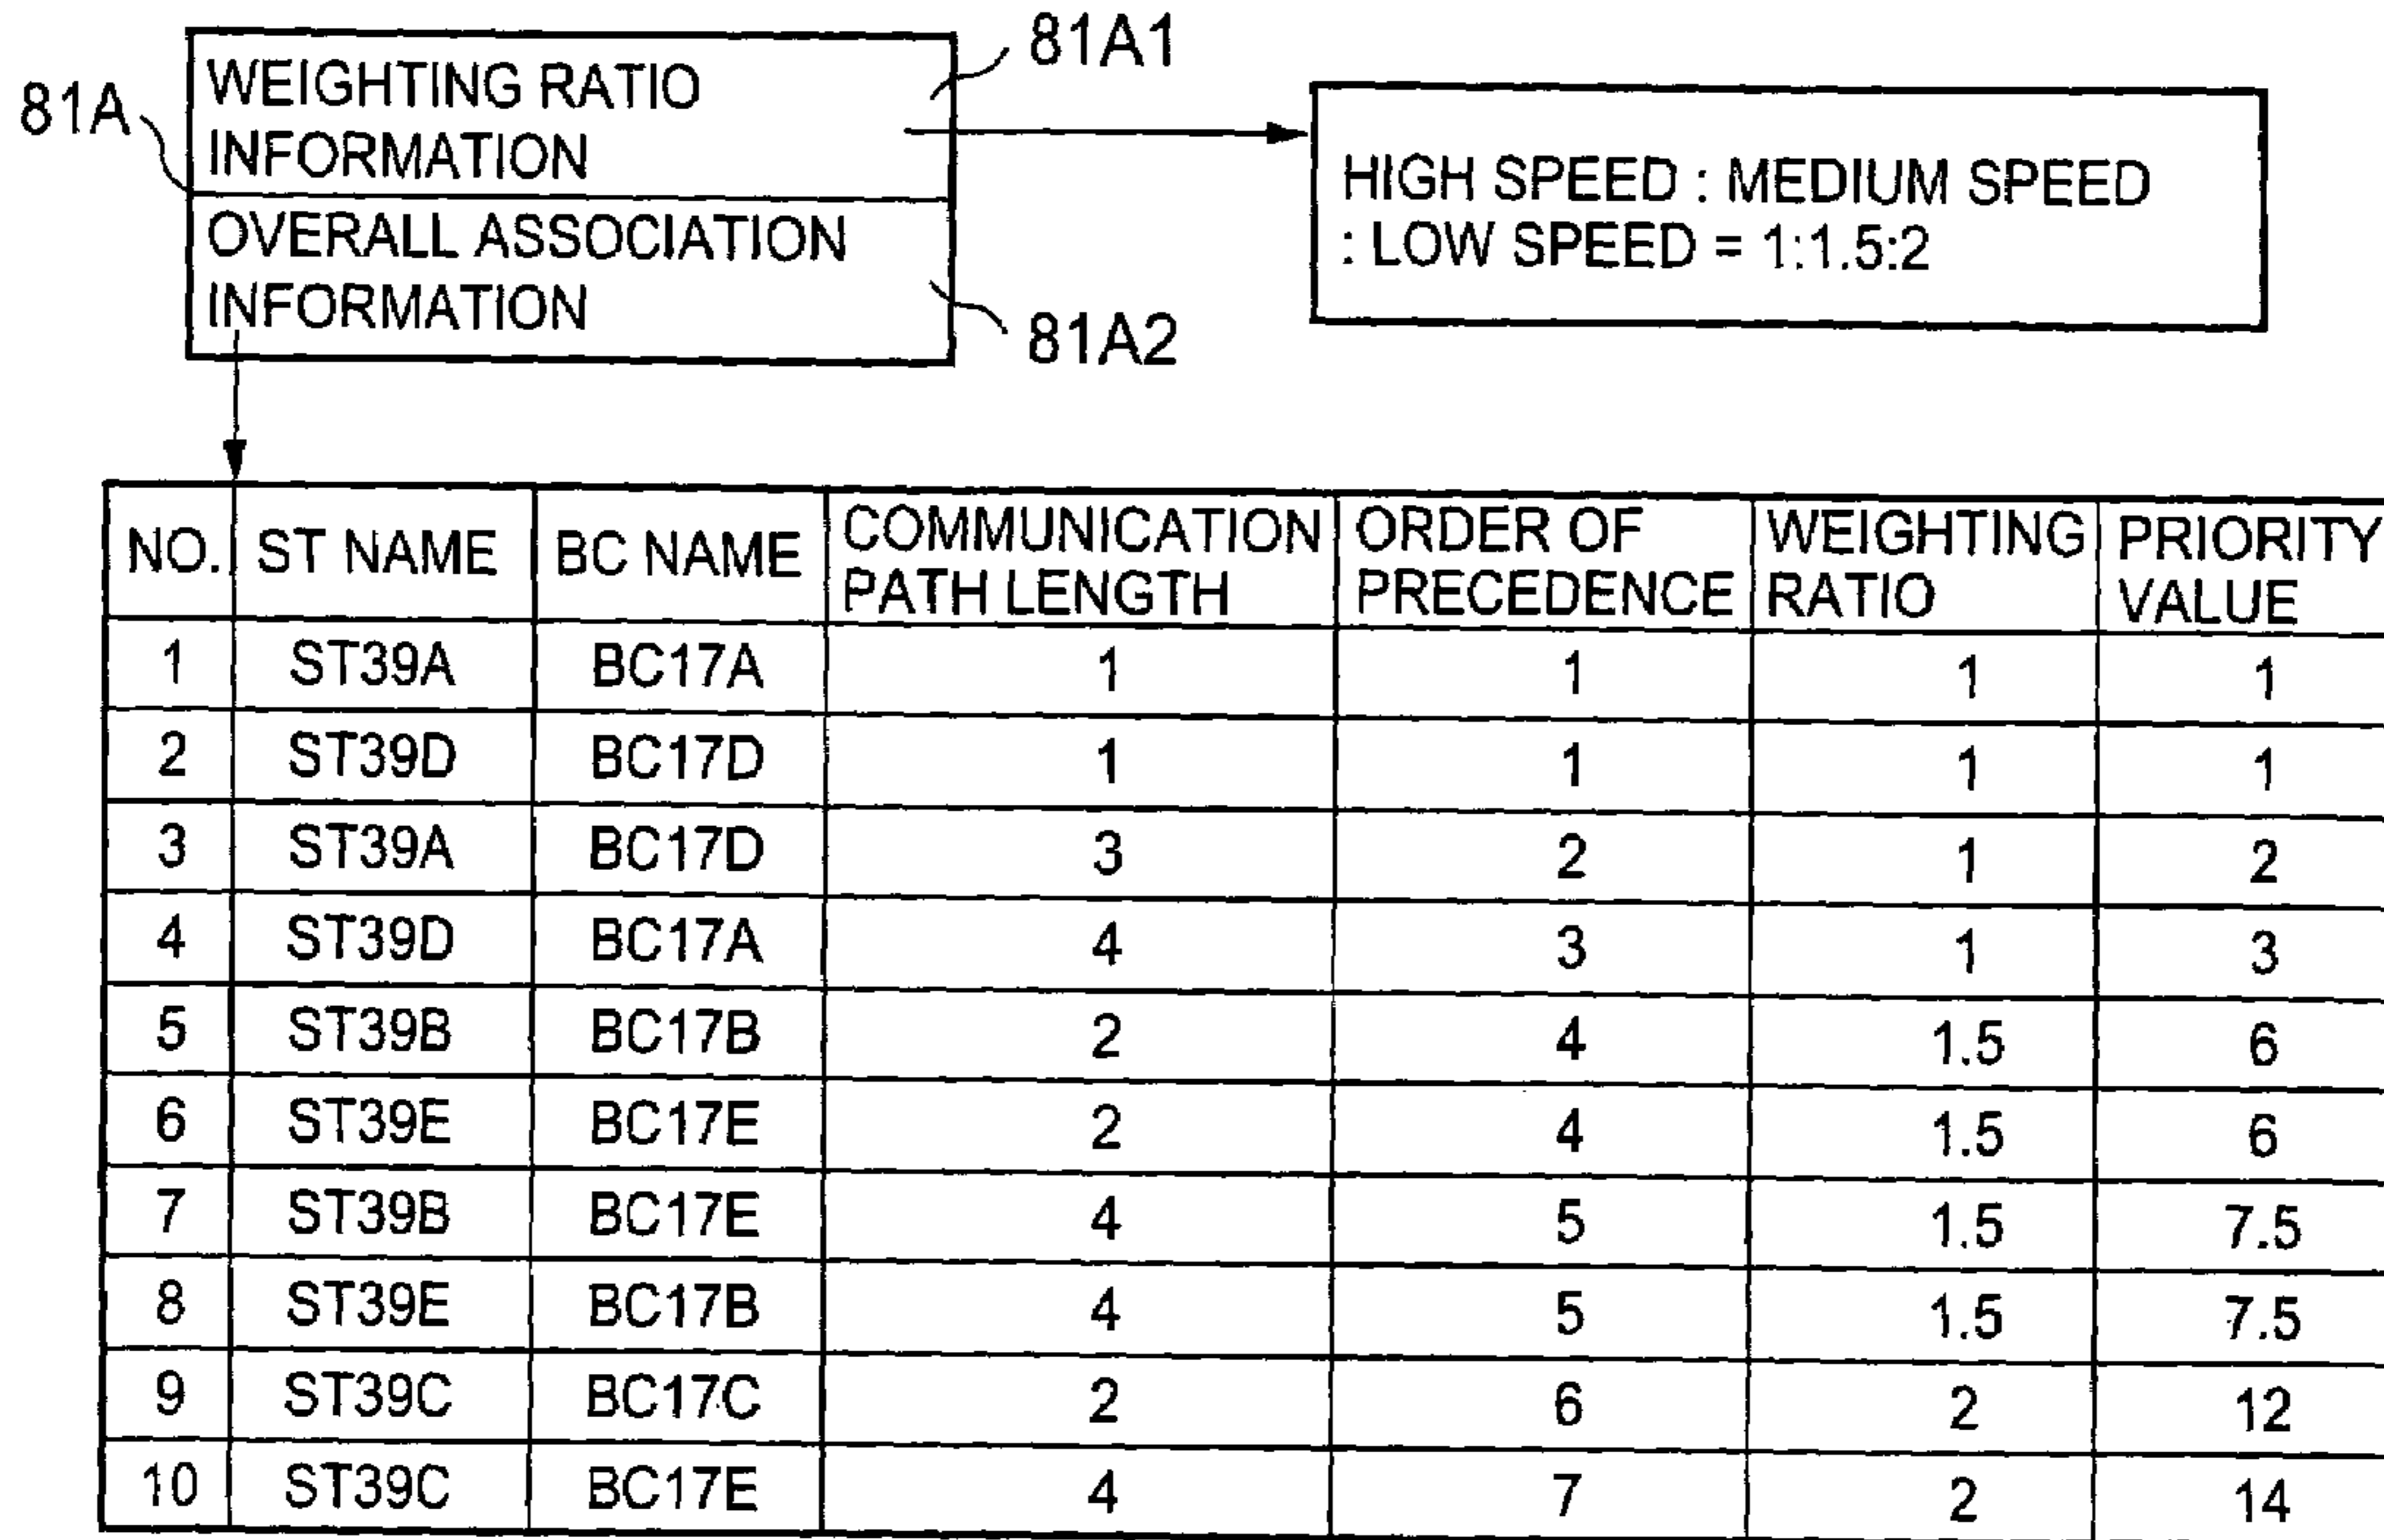 81A1
81A
WEIGHTING RATIO
INFORMATION
OVERALL ASSOCIATION
INFORMATION
81A2
HIGH SPEED : MEDIUM SPEED
: LOW SPEED = 1:1.5:2
NO. ST NAME BC NAME COMMUNICATION PATH LENGTH ORDER OF PRECEDENCE WEIGHTING RATIO PRIORITY VALUE
1 ST39A BC17A 1 1 1 1
2 ST39D BC17D 1 1 1 1
3 ST39A BC17D 3 2 1 2
4 ST39D BC17A 4 3 1 3
5 ST39B BC17B 2 4 1.5 6
6 ST39E BC17E 2 4 1.5 6
7 ST39B BC17E 4 5 1.5 7.5
8 ST39E BC17B 4 5 1.5 7.5
9 ST39C BC17C 2 6 2 12
10 ST39C BC17E 4 7 2 14